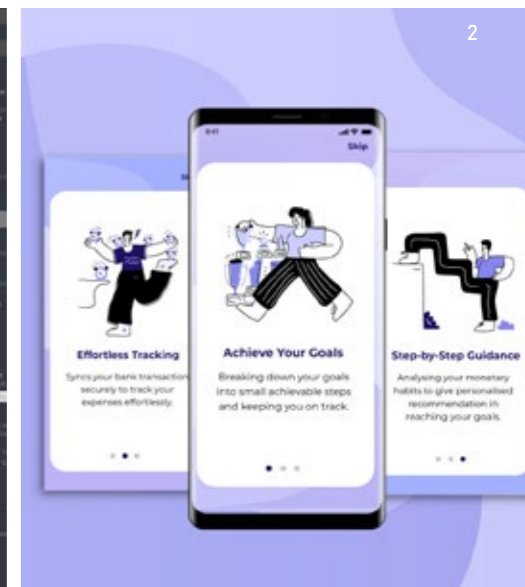 2
9:41
Skip
Effortless Tracking
Syncs your bank transaction
securely to track your
expenses effortlessly.
Achieve Your Goals
Breaking down your goals
into small achievable steps
and keeping you on track.
Step-by-Step Guidance
Analysing your monetary
habits to give personalised
recommendation in
reaching your goals.